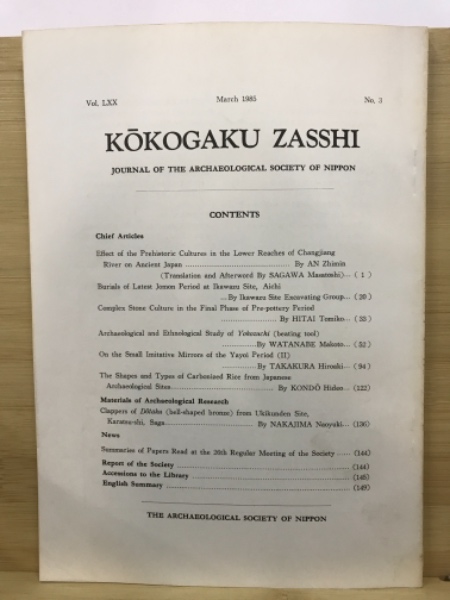 Vol. LXX March 1985 No. 3
KŌKOGAKU ZASSHI
JOURNAL OF THE ARCHAEOLOGICAL SOCIETY OF NIPPON
CONTENTS
Chief Articles
Effect of the Prehistoric Cultures in the Lower Reaches of Changjiang
River on Ancient Japan .......... By AN Zhimin
(Translation and Afterword By SAGAWA Masatoshi)… ( 1 )
Burials of Latest Jomon Period at Ikawazu Site, Aichi
…By Ikawazu Site Excavating Group… ( 20 )
Complex Stone Culture in the Final Phase of Pre-pottery Period
.......... By HITAI Tomiko… ( 33 )
Archaeological and Ethnological Study of Yokozuchi (beating tool)
..........By WATANABE Makoto… ( 52 )
On the Small Imitative Mirrors of the Yayoi Period (II)
..........By TAKAKURA Hiroaki… ( 94 )
The Shapes and Types of Carbonized Rice from Japanese
Archaeological Sites.......... By KONDŌ Hideo… (122)
Materials of Archaeological Research
Clappers of Dōtaku (bell-shaped bronze) from Ukikunden Site,
Karatsu-shi, Saga.......... By NAKAJIMA Naoyuki… (136)
News
Summaries of Papers Read at the Regular Meeting of the Society ..... (144)
Report of the Society .......... (144)
Accessions to the Library ..........
English Summary ..........
THE ARCHAEOLOGICAL SOCIETY OF NIPPON